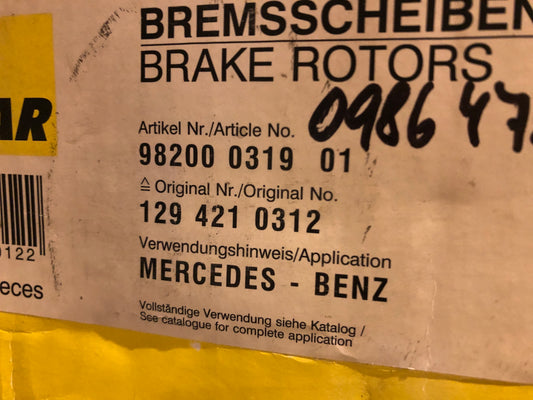 BREMSSCHEIBEN
BRAKE ROTORS
AR
Artikel Nr./Article No.
0986 47
98200 0319 01
≙ Original Nr./Original No.
129 421 0312
0122
Verwendungshinweis/Application
MERCEDES - BENZ
eces
Vollständige Verwendung siehe Katalog /
See catalogue for complete application